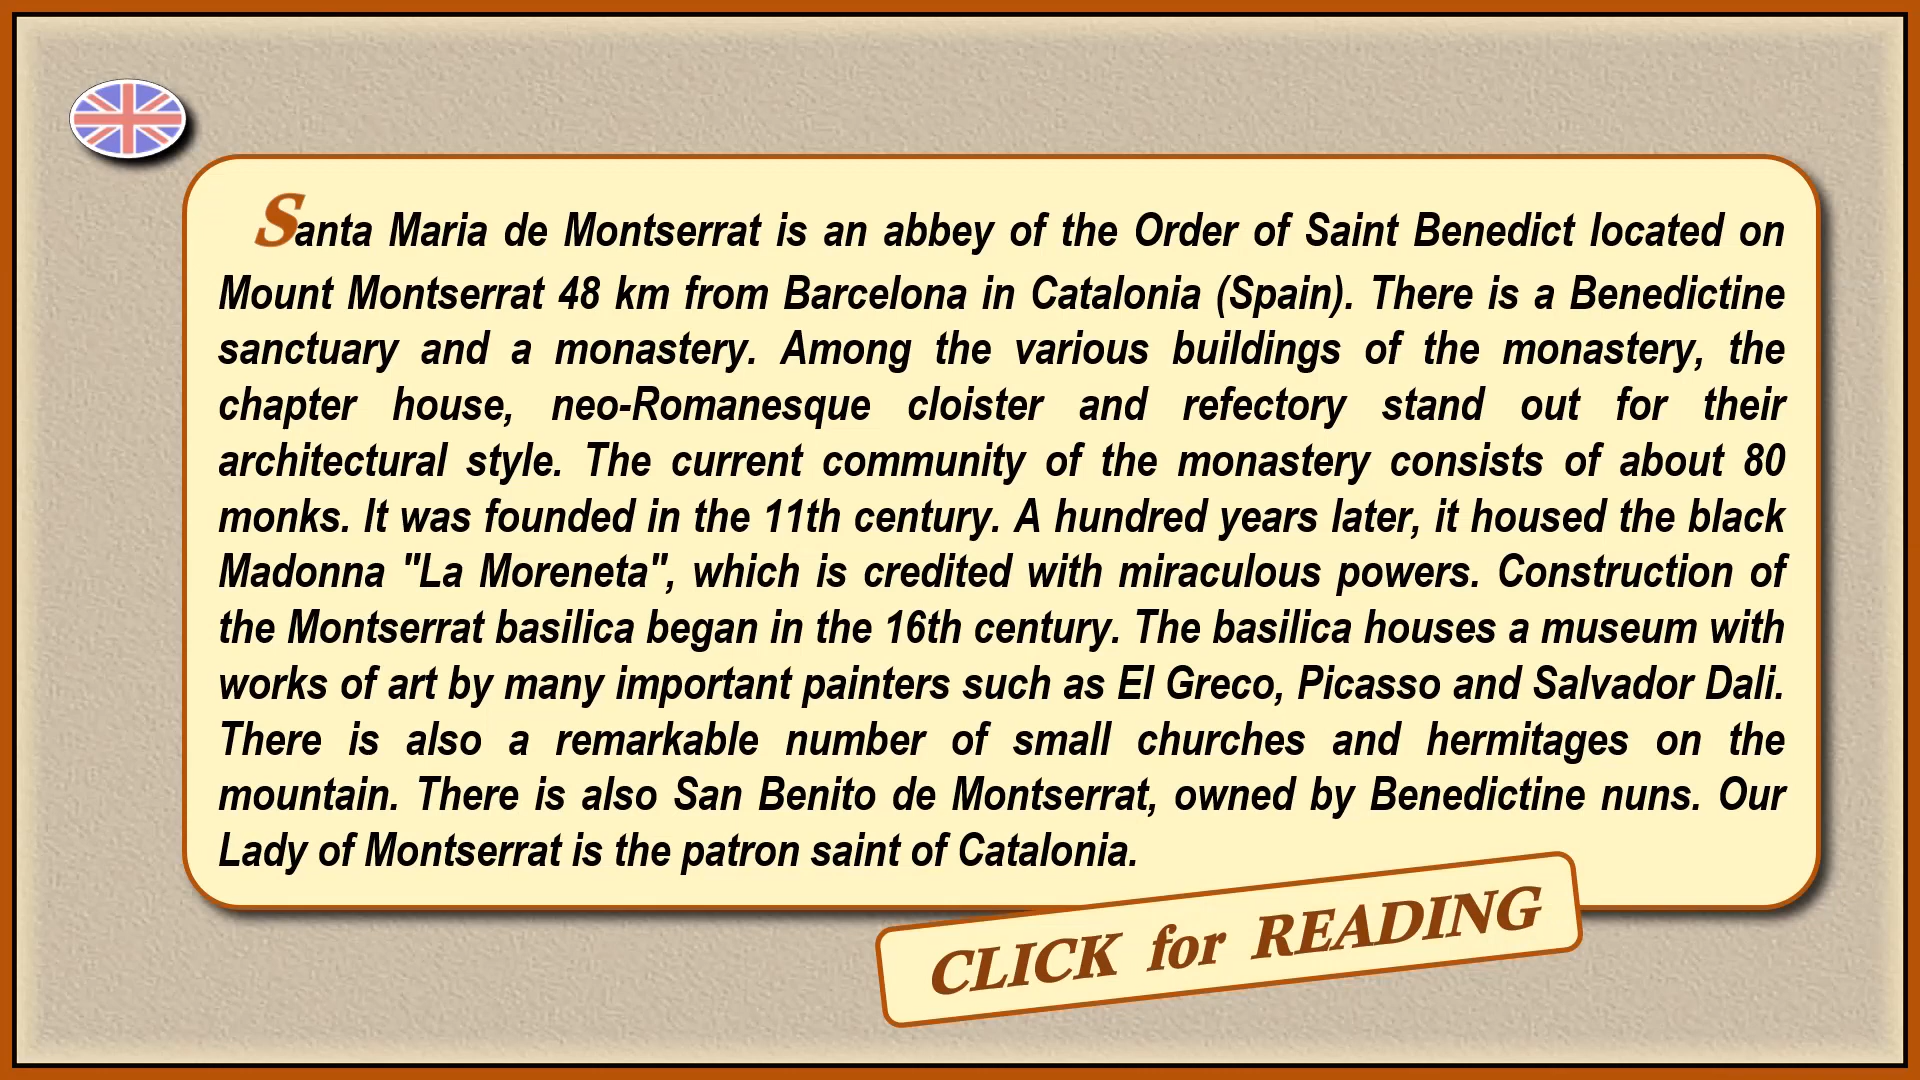 Santa Maria de Montserrat is an abbey of the Order of Saint Benedict located on
Mount Montserrat 48 km from Barcelona in Catalonia (Spain). There is a Benedictine
sanctuary and a monastery. Among the various buildings of the monastery, the
chapter house, neo-Romanesque cloister and refectory stand out for their
architectural style. The current community of the monastery consists of about 80
monks. It was founded in the 11th century. A hundred years later, it housed the black
Madonna "La Moreneta", which is credited with miraculous powers. Construction of
the Montserrat basilica began in the 16th century. The basilica houses a museum with
works of art by many important painters such as El Greco, Picasso and Salvador Dali.
There is also a remarkable number of small churches and hermitages on the
mountain. There is also San Benito de Montserrat, owned by Benedictine nuns. Our
Lady of Montserrat is the patron saint of Catalonia.
CLICK for READING